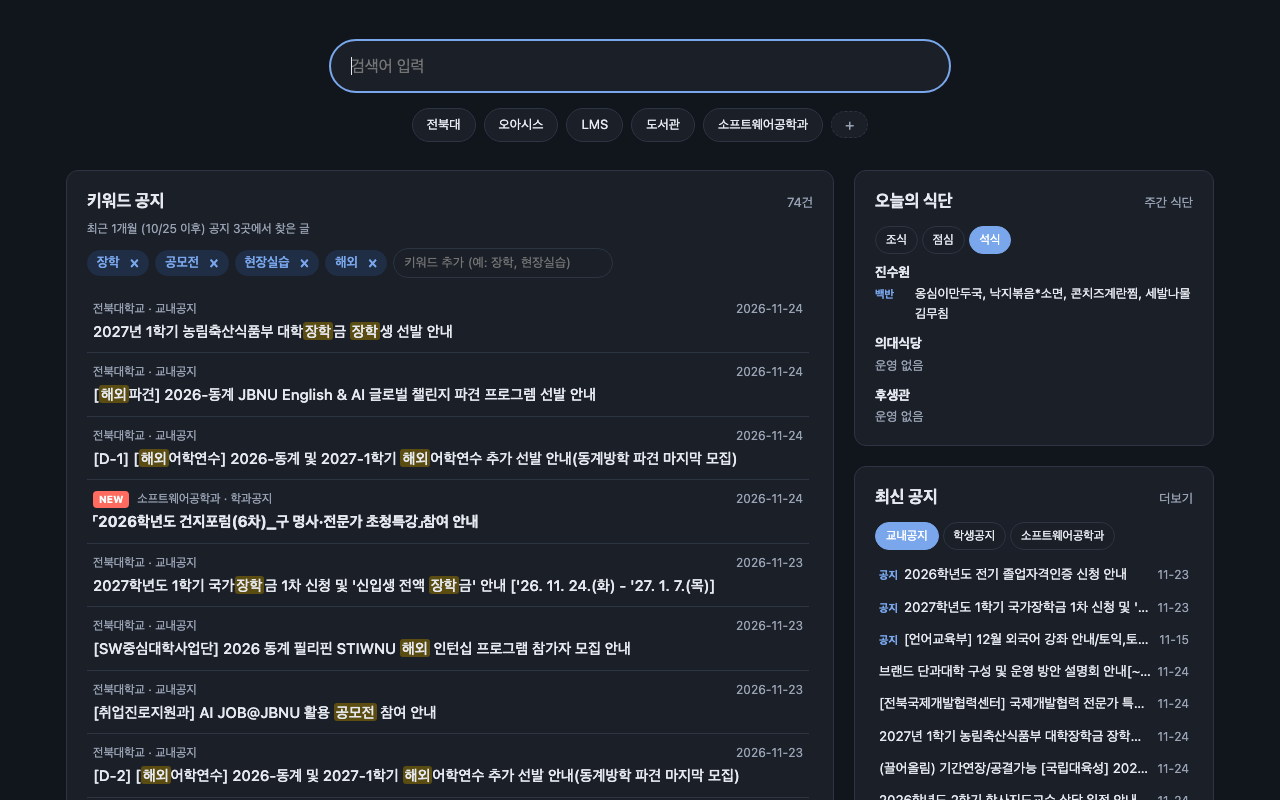 검색어 입력
전북대
오아시스
LMS
도서관
소프트웨어공학과
+
키워드 공지
74건
최근 1개월 (10/25 이후) 공지 3곳에서 찾은 글
장학 ×
공모전 ×
현장실습 ×
해외 ×
키워드 추가 (예: 장학, 현장실습)
전북대학교 · 교내공지
2026-11-24
2027년 1학기 농림축산식품부 대학장학금 장학생 선발 안내
전북대학교 · 교내공지
2026-11-24
[해외파견] 2026-동계 JBNU English & AI 글로벌 챌린지 파견 프로그램 선발 안내
전북대학교 · 교내공지
2026-11-24
[D-1] [해외어학연수] 2026-동계 및 2027-1학기 해외어학연수 추가 선발 안내(동계방학 파견 마지막 모집)
NEW 소프트웨어공학과 · 학과공지
2026-11-24
「2026학년도 건지포럼(6차)_구 명사·전문가 초청특강」참여 안내
전북대학교 · 교내공지
2026-11-23
2027학년도 1학기 국가장학금 1차 신청 및 '신입생 전액 장학금' 안내 ['26. 11. 24.(화) - '27. 1. 7.(목)]
전북대학교 · 교내공지
2026-11-23
[SW중심대학사업단] 2026 동계 필리핀 STIWNU 해외 인턴십 프로그램 참가자 모집 안내
전북대학교 · 교내공지
2026-11-23
[취업진로지원과] AI JOB@JBNU 활용 공모전 참여 안내
전북대학교 · 교내공지
2026-11-23
[D-2] [해외어학연수] 2026-동계 및 2027-1학기 해외어학연수 추가 선발 안내(동계방학 파견 마지막 모집)
오늘의 식단
주간 식단
조식
점심
석식
진수원
백반 옹심이만두국, 낙지볶음*소면, 콘치즈계란찜, 세발나물
김무침
의대식당
운영 없음
후생관
운영 없음
최신 공지
더보기
교내공지
학생공지
소프트웨어공학과
공지 2026학년도 전기 졸업자격인증 신청 안내 11-23
공지 2027학년도 1학기 국가장학금 1차 신청 및 '... 11-23
공지 [언어교육부] 12월 외국어 강좌 안내/토익,토... 11-15
브랜드 단과대학 구성 및 운영 방안 설명회 안내[~... 11-24
[전북국제개발협력센터] 국제개발협력 전문가 특... 11-24
2027년 1학기 농림축산식품부 대학장학금 장학... 11-24
(끌어올림) 기간연장/공결가능 [국립대육성] 202... 11-24